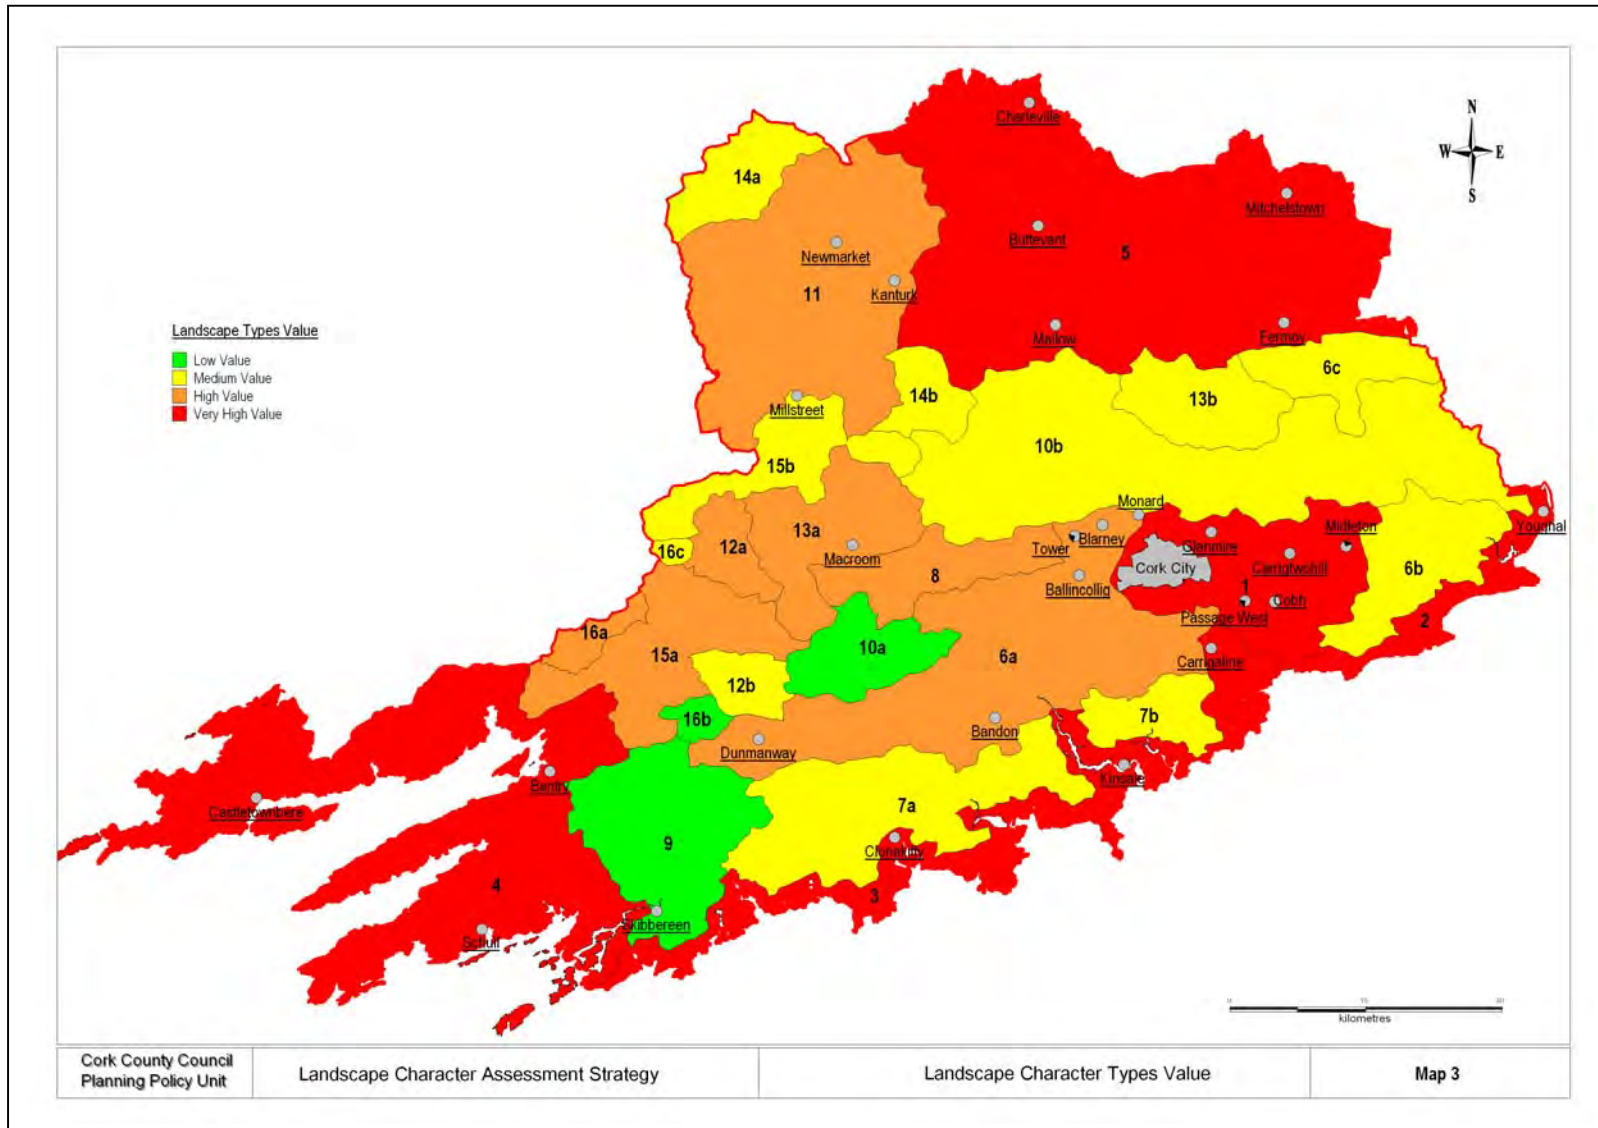 N
W E
S
Charleville
14a
Mitchelstown
Buttevant
Newmarket
5
Kanturk
11
Landscape Types Value
Low Value
Medium Value
High Value
Very High Value
Mallow
Fermoy
6c
14b
13b
Millstreet
10b
15b
Monard
13a
Midleton
Youghal
12a
16c
Tower
Blarney
Glanmire
Macroom
Cork City
Carrigtwohill
6b
8
Ballincollig
1
Cobh
Passage West
2
16a
10a
15a
6a
Carrigaline
12b
16b
7b
Bandon
Dunmanway
Kinsale
Bantry
Castletownbere
7a
9
Clonakilty
4
3
Skibbereen
Schull
0 15 30
kilometres
Cork County Council
Planning Policy Unit
Landscape Character Assessment Strategy
Landscape Character Types Value
Map 3